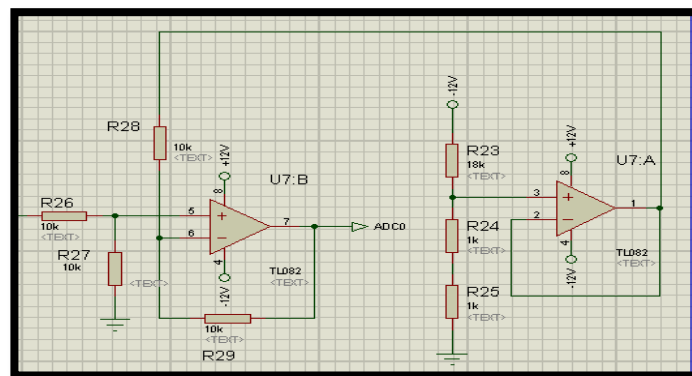 R28
10k
<TEXT>
+12V
8
U7:B
R26
10k
<TEXT>
5
6
7
ADC0
R27
10k
<TEXT>
4
-12V
TL082
<TEXT>
10k
<TEXT>
R29
-12V
R23
18k
<TEXT>
+12V
8
U7:A
3
2
1
R24
1k
<TEXT>
4
-12V
TL082
<TEXT>
R25
1k
<TEXT>